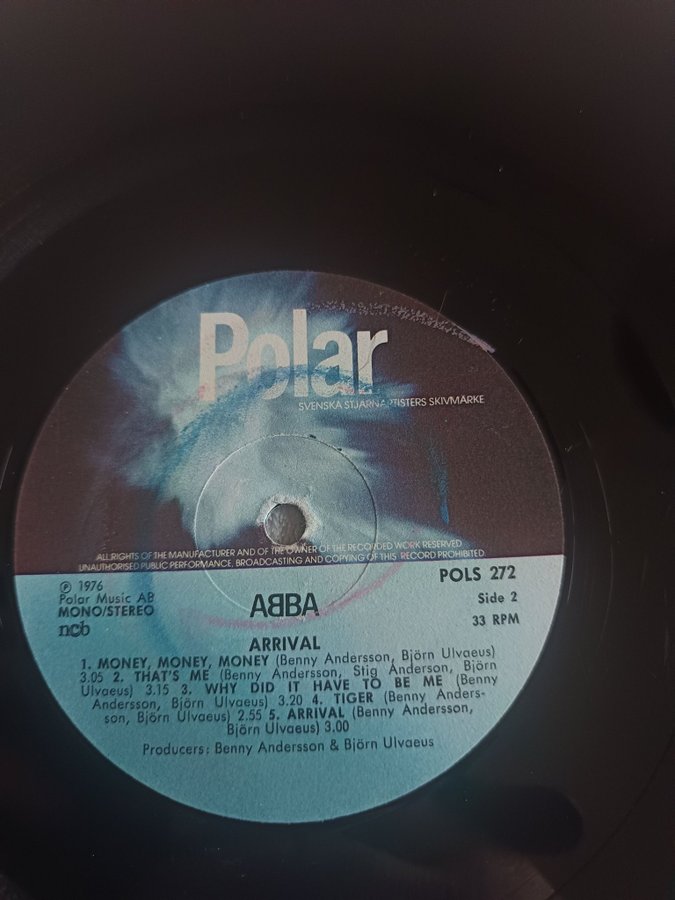 Polar
SVENSKA STJÄRNARTISTERS SKIVMÄRKE
ALL RIGHTS OF THE MANUFACTURER AND OF THE OWNER OF THE RECORDED WORK RESERVED
UNAUTHORISED PUBLIC PERFORMANCE, BROADCASTING AND COPYING OF THIS RECORD PROHIBITED
℗ 1976
Polar Music AB
MONO/STEREO
ncb
POLS 272
Side 2
33 RPM
ABBA
ARRIVAL
1. MONEY, MONEY, MONEY (Benny Andersson, Björn Ulvaeus)
3.05 2. THAT'S ME (Benny Andersson, Stig Anderson, Björn
Ulvaeus) 3.15 3. WHY DID IT HAVE TO BE ME (Benny
Andersson, Björn Ulvaeus) 3.20 4. TIGER (Benny Anders-
son, Björn Ulvaeus) 2.55 5. ARRIVAL (Benny Andersson,
Björn Ulvaeus) 3.00
Producers: Benny Andersson & Björn Ulvaeus